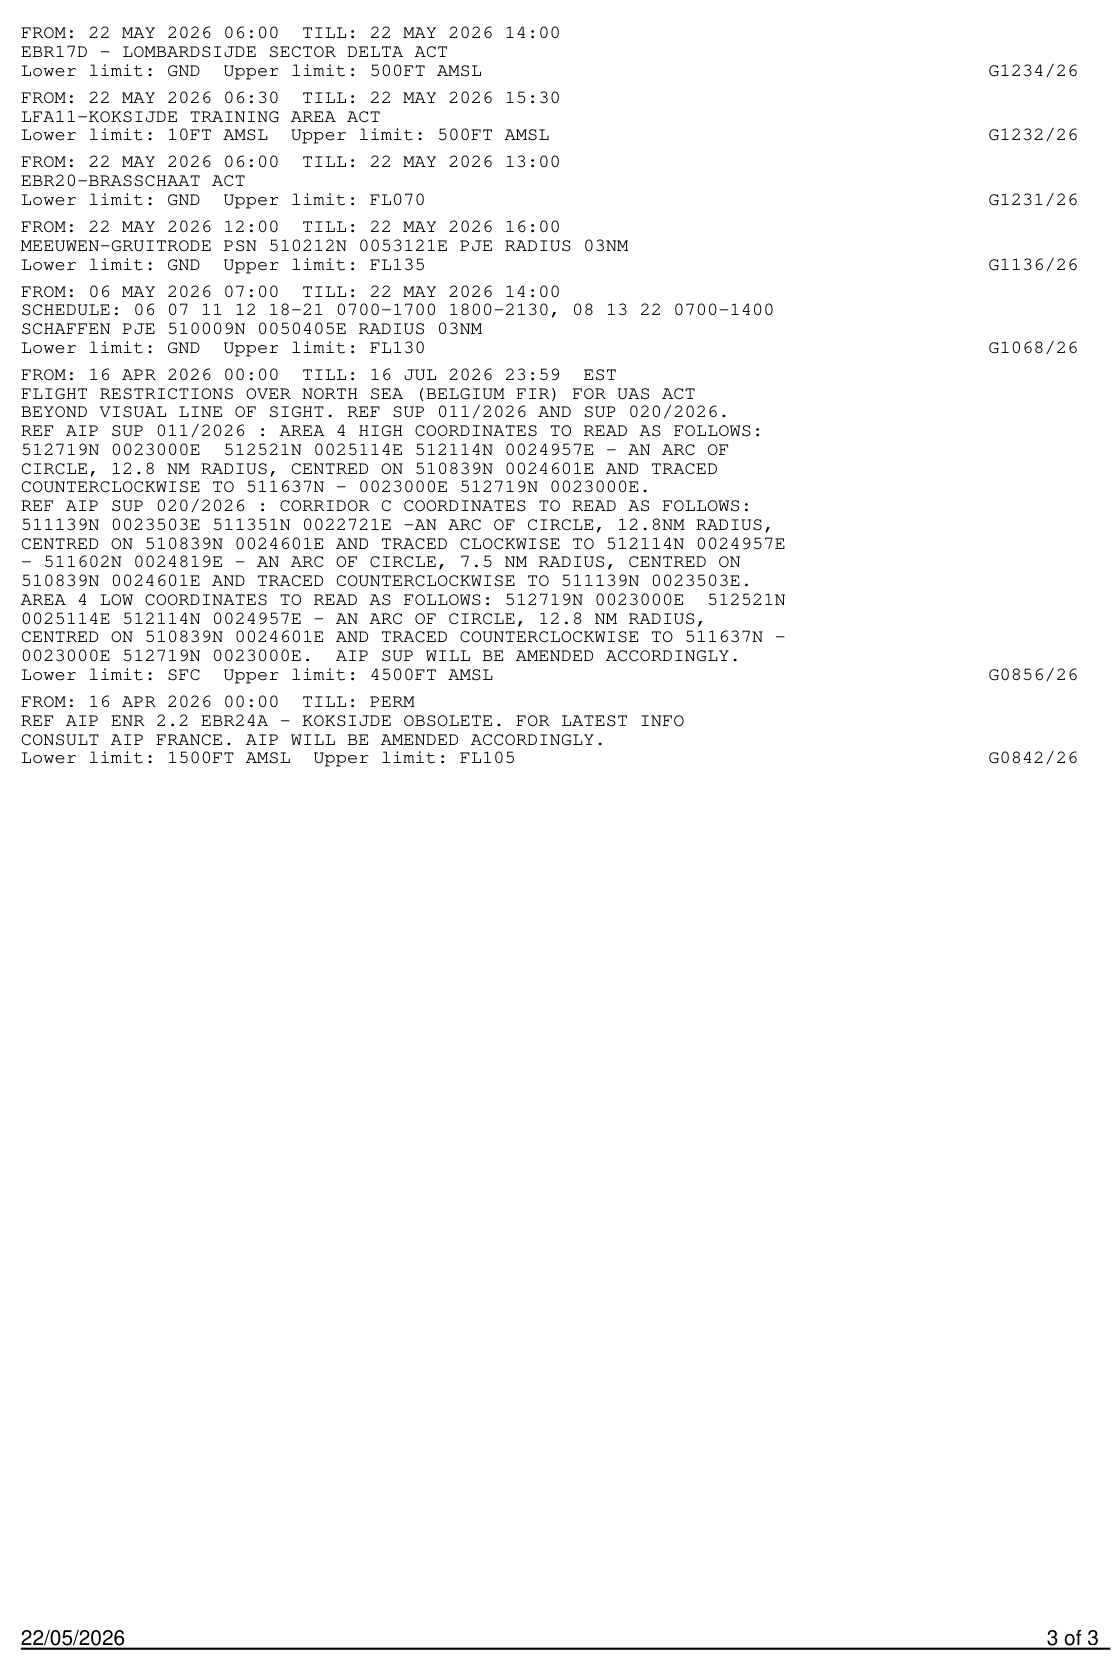 FROM: 22 MAY 2026 06:00  TILL: 22 MAY 2026 14:00
EBR17D - LOMBARDSIJDE SECTOR DELTA ACT
Lower limit: GND  Upper limit: 500FT AMSL G1234/26
FROM: 22 MAY 2026 06:30  TILL: 22 MAY 2026 15:30
LFA11-KOKSIJDE TRAINING AREA ACT
Lower limit: 10FT AMSL  Upper limit: 500FT AMSL G1232/26
FROM: 22 MAY 2026 06:00  TILL: 22 MAY 2026 13:00
EBR20-BRASSCHAAT ACT
Lower limit: GND  Upper limit: FL070 G1231/26
FROM: 22 MAY 2026 12:00  TILL: 22 MAY 2026 16:00
MEEUWEN-GRUITRODE PSN 510212N 0053121E PJE RADIUS 03NM
Lower limit: GND  Upper limit: FL135 G1136/26
FROM: 06 MAY 2026 07:00  TILL: 22 MAY 2026 14:00
SCHEDULE: 06 07 11 12 18-21 0700-1700 1800-2130, 08 13 22 0700-1400
SCHAFFEN PJE 510009N 0050405E RADIUS 03NM
Lower limit: GND  Upper limit: FL130 G1068/26
FROM: 16 APR 2026 00:00  TILL: 16 JUL 2026 23:59  EST
FLIGHT RESTRICTIONS OVER NORTH SEA (BELGIUM FIR) FOR UAS ACT
BEYOND VISUAL LINE OF SIGHT. REF SUP 011/2026 AND SUP 020/2026.
REF AIP SUP 011/2026 : AREA 4 HIGH COORDINATES TO READ AS FOLLOWS:
512719N 0023000E  512521N 0025114E 512114N 0024957E - AN ARC OF
CIRCLE, 12.8 NM RADIUS, CENTRED ON 510839N 0024601E AND TRACED
COUNTERCLOCKWISE TO 511637N - 0023000E 512719N 0023000E.
REF AIP SUP 020/2026 : CORRIDOR C COORDINATES TO READ AS FOLLOWS:
511139N 0023503E 511351N 0022721E -AN ARC OF CIRCLE, 12.8NM RADIUS,
CENTRED ON 510839N 0024601E AND TRACED CLOCKWISE TO 512114N 0024957E
- 511602N 0024819E - AN ARC OF CIRCLE, 7.5 NM RADIUS, CENTRED ON
510839N 0024601E AND TRACED COUNTERCLOCKWISE TO 511139N 0023503E.
AREA 4 LOW COORDINATES TO READ AS FOLLOWS: 512719N 0023000E  512521N
0025114E 512114N 0024957E - AN ARC OF CIRCLE, 12.8 NM RADIUS,
CENTRED ON 510839N 0024601E AND TRACED COUNTERCLOCKWISE TO 511637N -
0023000E 512719N 0023000E.  AIP SUP WILL BE AMENDED ACCORDINGLY.
Lower limit: SFC  Upper limit: 4500FT AMSL G0856/26
FROM: 16 APR 2026 00:00  TILL: PERM
REF AIP ENR 2.2 EBR24A - KOKSIJDE OBSOLETE. FOR LATEST INFO
CONSULT AIP FRANCE. AIP WILL BE AMENDED ACCORDINGLY.
Lower limit: 1500FT AMSL  Upper limit: FL105 G0842/26
22/05/2026 3 of 3